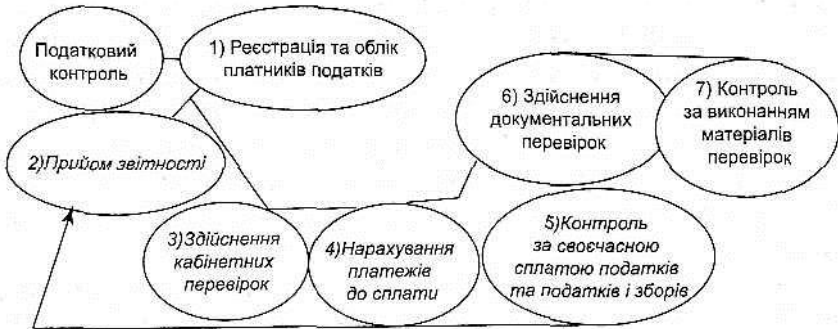 Податковий
контроль
1) Реєстрація та облік
платників податків
2)Прийом звітності
3)Здійснення
кабінетних
перевірок
4)Нарахування
платежів
до сплати
5)Контроль
за своєчасною
сплатою податків
та податків і зборів
6) Здійснення
документальних
перевірок
7) Контроль
за виконанням
матеріалів
перевірок